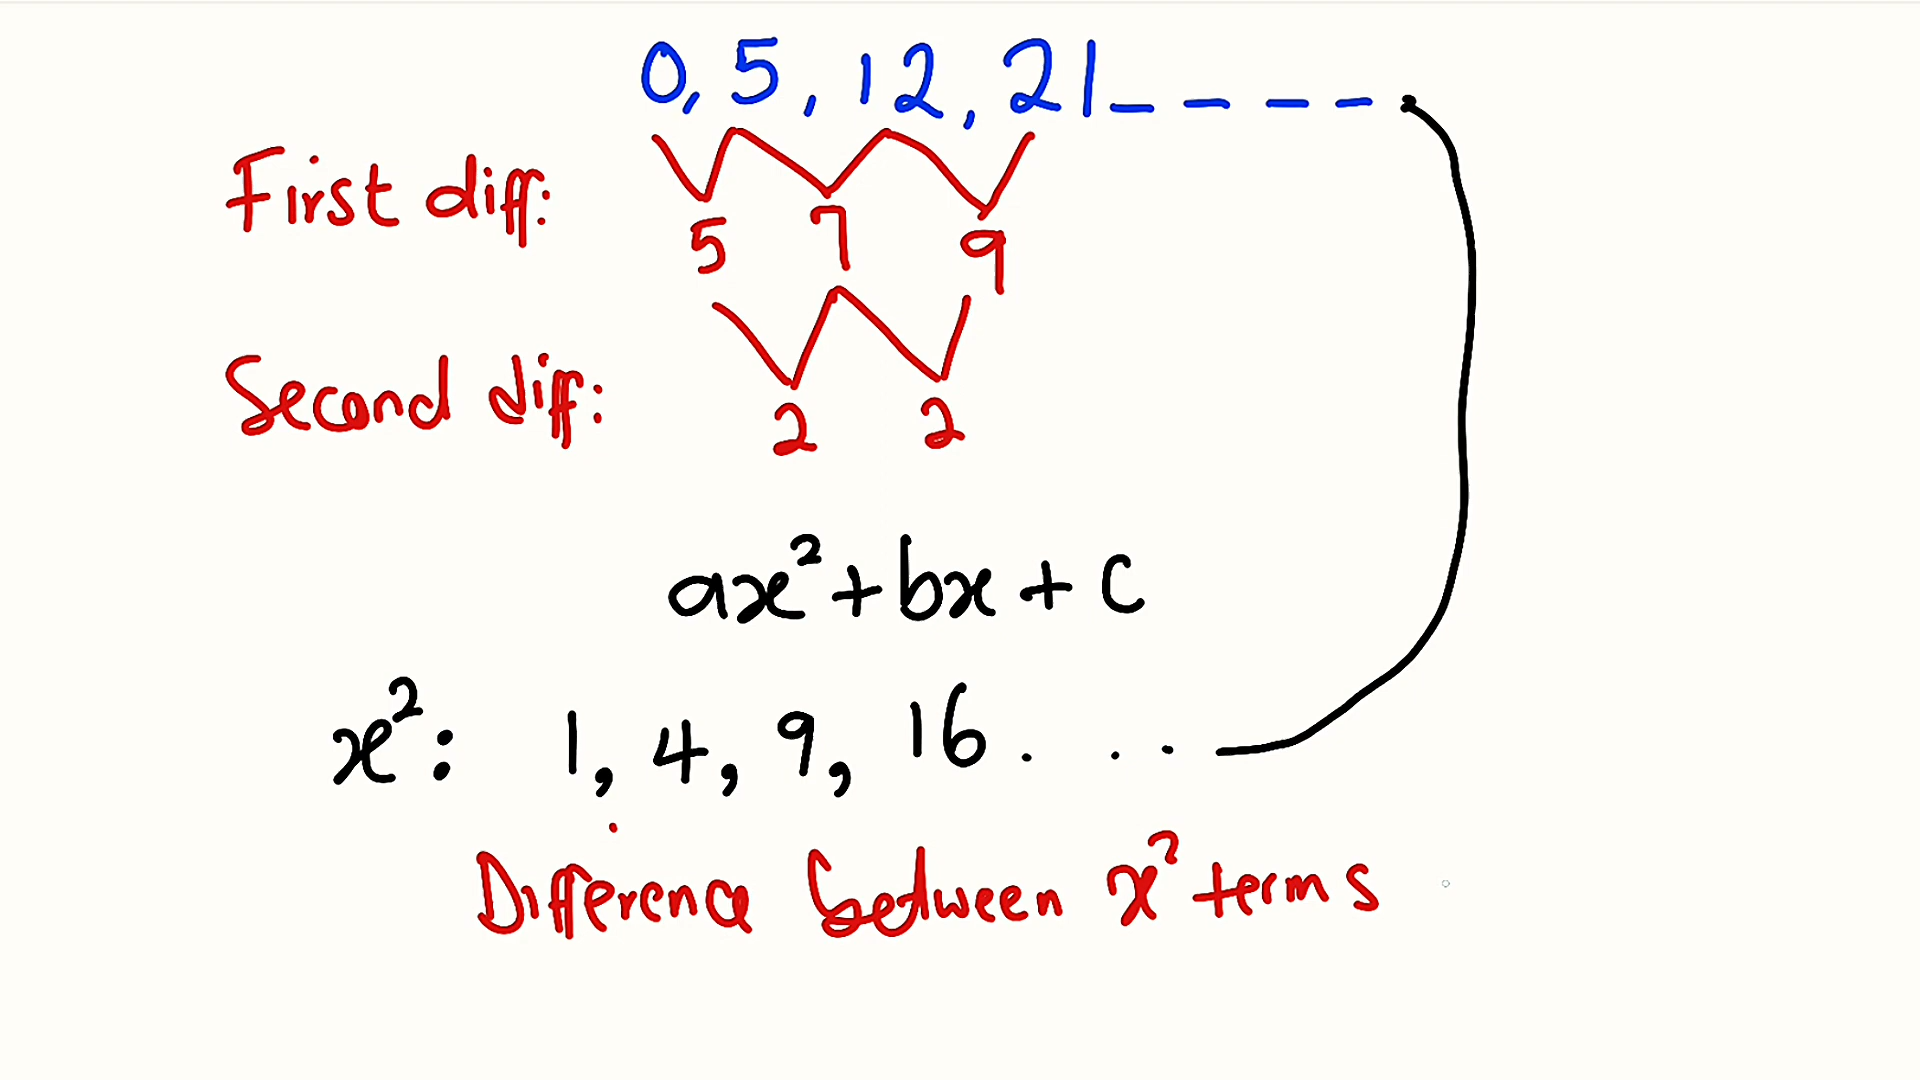 0, 5, 12, 21_ _ _ _
First diff:
5 7 9
Second diff:
2 2
ax² + bx + c
x²: 1, 4, 9, 16. . .
Difference between x² terms